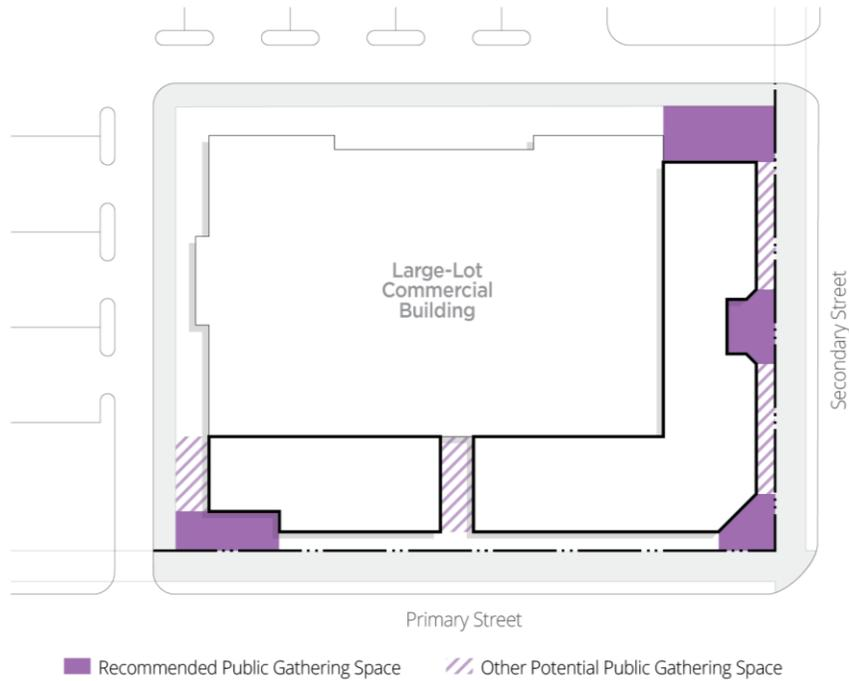 Large-Lot
Commercial
Building
Secondary Street
Primary Street
Recommended Public Gathering Space
Other Potential Public Gathering Space